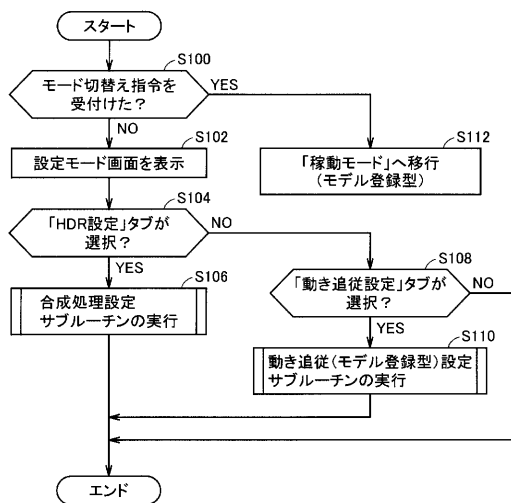 スタート
S100
モード切替え指令を
受付けた?
YES
NO
S102
設定モード画面を表示
S112
「稼動モード」へ移行
(モデル登録型)
S104
「HDR設定」タブが
選択?
NO
YES
S106
合成処理設定
サブルーチンの実行
S108
「動き追従設定」タブが
選択?
NO
YES
S110
動き追従(モデル登録型)設定
サブルーチンの実行
エンド